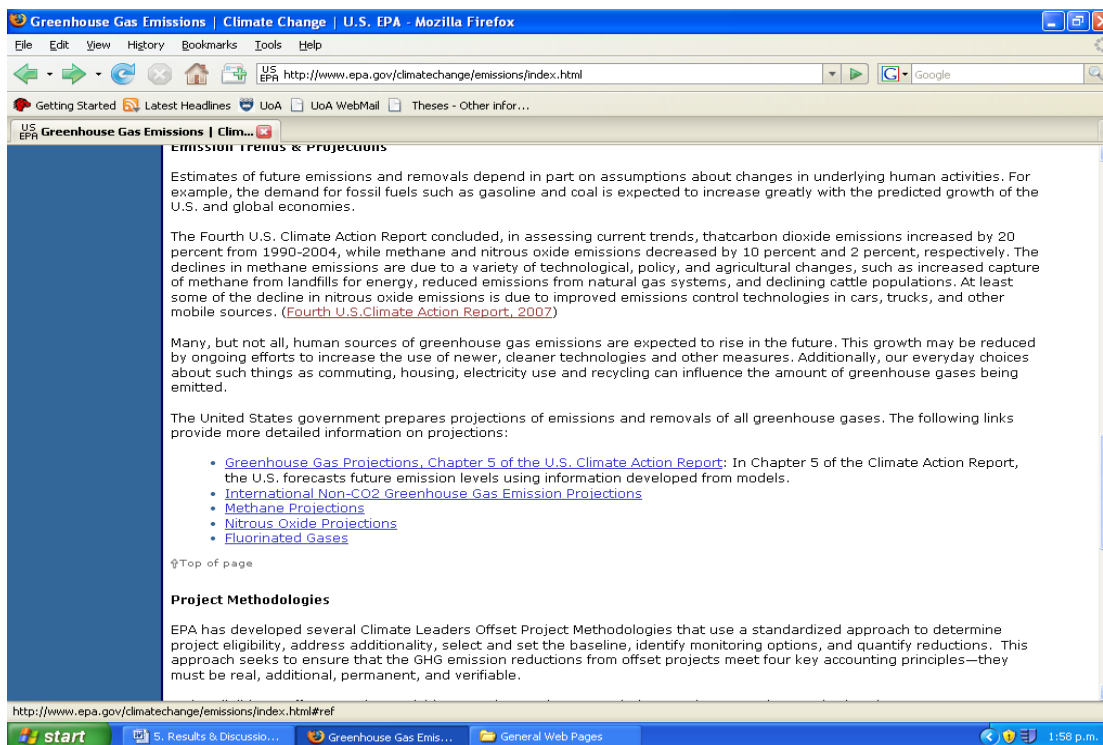 Greenhouse Gas Emissions | Climate Change | U.S. EPA - Mozilla Firefox
File Edit View History Bookmarks Tools Help
US EPA http://www.epa.gov/climatechange/emissions/index.html G Google
Getting Started Latest Headlines UoA UoA WebMail Theses - Other infor...
US EPA Greenhouse Gas Emissions | Clim...
Emission Trends & Projections
Estimates of future emissions and removals depend in part on assumptions about changes in underlying human activities. For
example, the demand for fossil fuels such as gasoline and coal is expected to increase greatly with the predicted growth of the
U.S. and global economies.
The Fourth U.S. Climate Action Report concluded, in assessing current trends, thatcarbon dioxide emissions increased by 20
percent from 1990-2004, while methane and nitrous oxide emissions decreased by 10 percent and 2 percent, respectively. The
declines in methane emissions are due to a variety of technological, policy, and agricultural changes, such as increased capture
of methane from landfills for energy, reduced emissions from natural gas systems, and declining cattle populations. At least
some of the decline in nitrous oxide emissions is due to improved emissions control technologies in cars, trucks, and other
mobile sources. (Fourth U.S.Climate Action Report, 2007)
Many, but not all, human sources of greenhouse gas emissions are expected to rise in the future. This growth may be reduced
by ongoing efforts to increase the use of newer, cleaner technologies and other measures. Additionally, our everyday choices
about such things as commuting, housing, electricity use and recycling can influence the amount of greenhouse gases being
emitted.
The United States government prepares projections of emissions and removals of all greenhouse gases. The following links
provide more detailed information on projections:
• Greenhouse Gas Projections, Chapter 5 of the U.S. Climate Action Report: In Chapter 5 of the Climate Action Report,
the U.S. forecasts future emission levels using information developed from models.
• International Non-CO2 Greenhouse Gas Emission Projections
• Methane Projections
• Nitrous Oxide Projections
• Fluorinated Gases
⇧Top of page
Project Methodologies
EPA has developed several Climate Leaders Offset Project Methodologies that use a standardized approach to determine
project eligibility, address additionality, select and set the baseline, identify monitoring options, and quantify reductions. This
approach seeks to ensure that the GHG emission reductions from offset projects meet four key accounting principles—they
must be real, additional, permanent, and verifiable.
http://www.epa.gov/climatechange/emissions/index.html#ref
start 5. Results & Discussio... Greenhouse Gas Emis... General Web Pages 1:58 p.m.